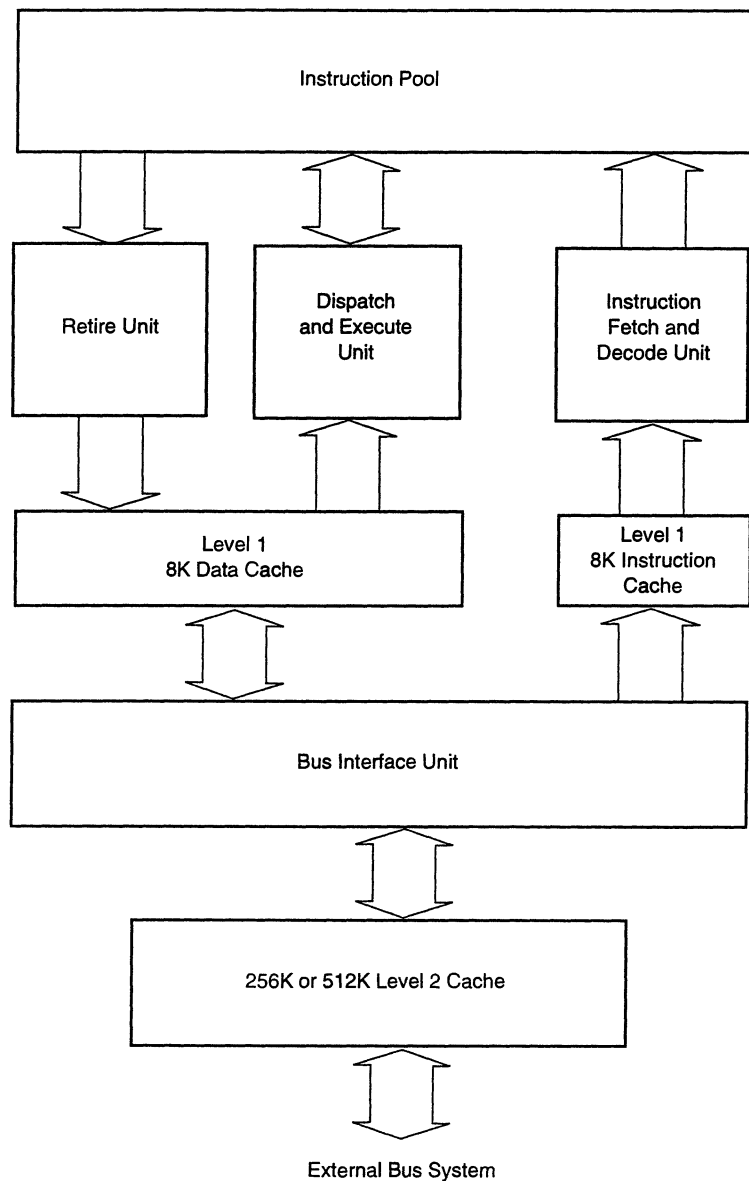 Instruction Pool
Retire Unit
Dispatch
and Execute
Unit
Instruction
Fetch and
Decode Unit
Level 1
8K Data Cache
Level 1
8K Instruction
Cache
Bus Interface Unit
256K or 512K Level 2 Cache
External Bus System